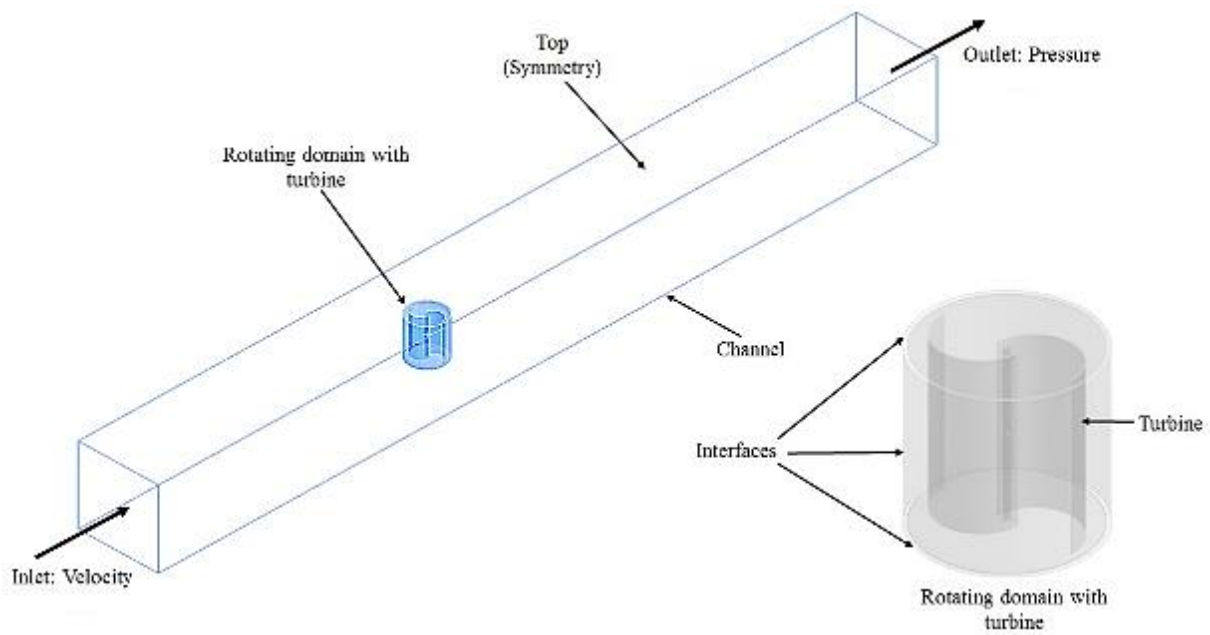 Top
(Symmetry)
Outlet: Pressure
Rotating domain with
turbine
Channel
Turbine
Interfaces
Inlet: Velocity
Rotating domain with
turbine